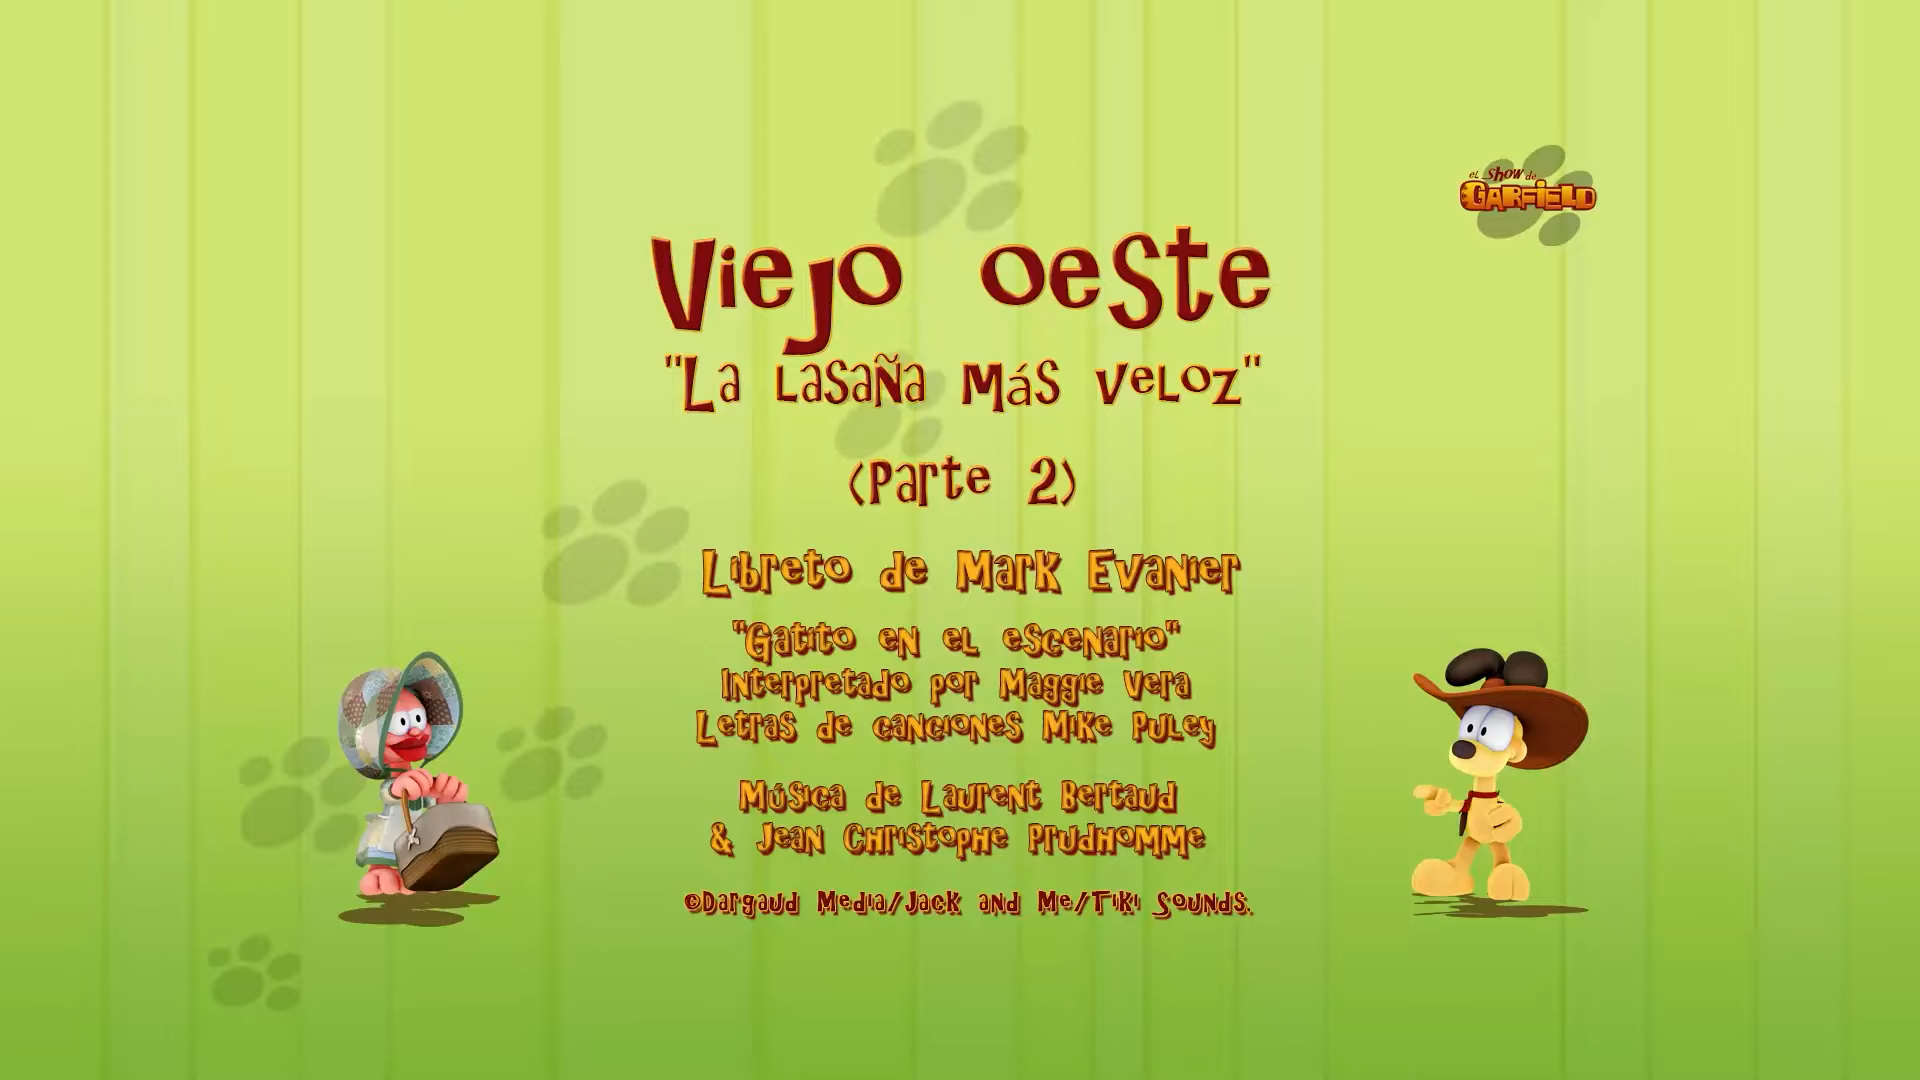 el Show de
GARFIELD
Viejo oeste
"La lasaña más veloz"
(Parte 2)
Libreto de Mark Evanier
"Gatito en el escenario"
Interpretado por Maggie Vera
Letras de canciones Mike Puley
Música de Laurent Bertaud
& Jean Christophe Prudhomme
©Dargaud Media/Jack and Me/Tiki Sounds.